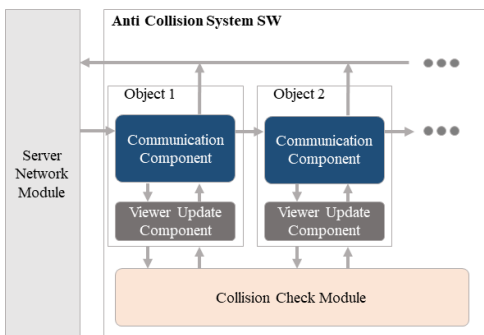 Anti Collision System SW
Object 1
Object 2
Communication
Component
Communication
Component
Server
Network
Module
Viewer Update
Component
Viewer Update
Component
Collision Check Module